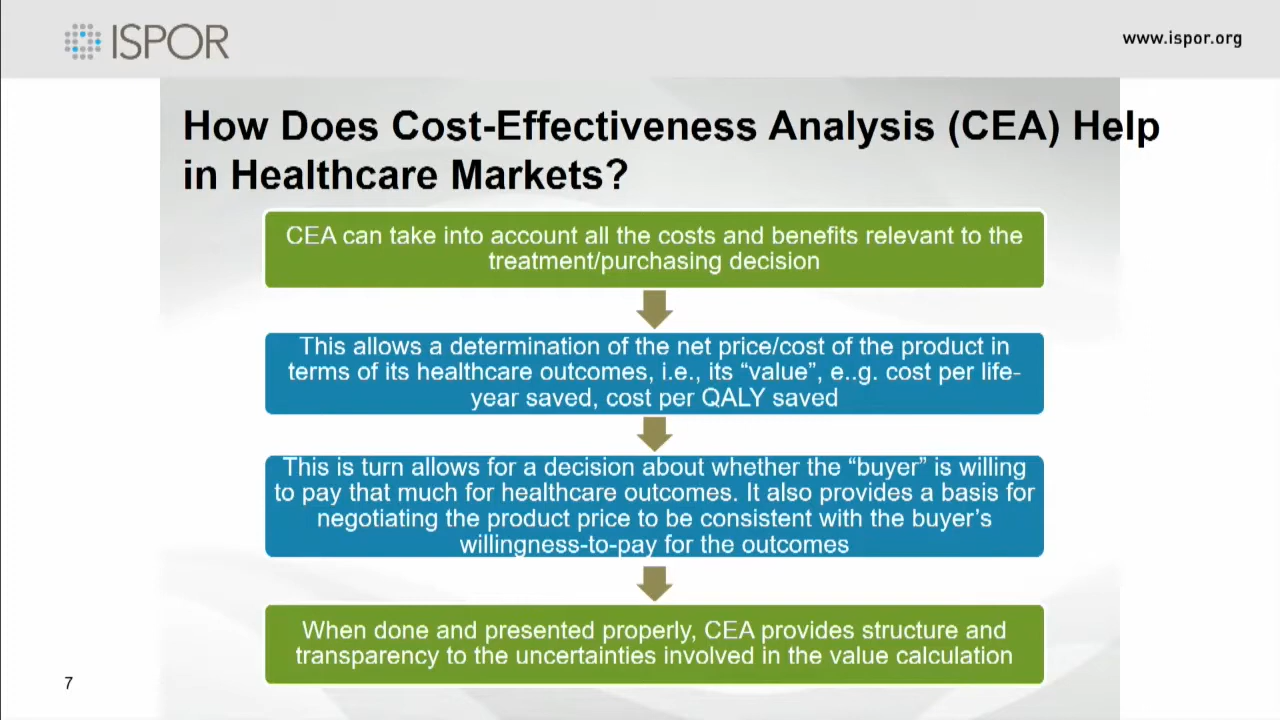 ISPOR
www.ispor.org
How Does Cost-Effectiveness Analysis (CEA) Help
in Healthcare Markets?
CEA can take into account all the costs and benefits relevant to the
treatment/purchasing decision
This allows a determination of the net price/cost of the product in
terms of its healthcare outcomes, i.e., its “value”, e..g. cost per life-
year saved, cost per QALY saved
This is turn allows for a decision about whether the “buyer” is willing
to pay that much for healthcare outcomes. It also provides a basis for
negotiating the product price to be consistent with the buyer’s
willingness-to-pay for the outcomes
When done and presented properly, CEA provides structure and
transparency to the uncertainties involved in the value calculation
7